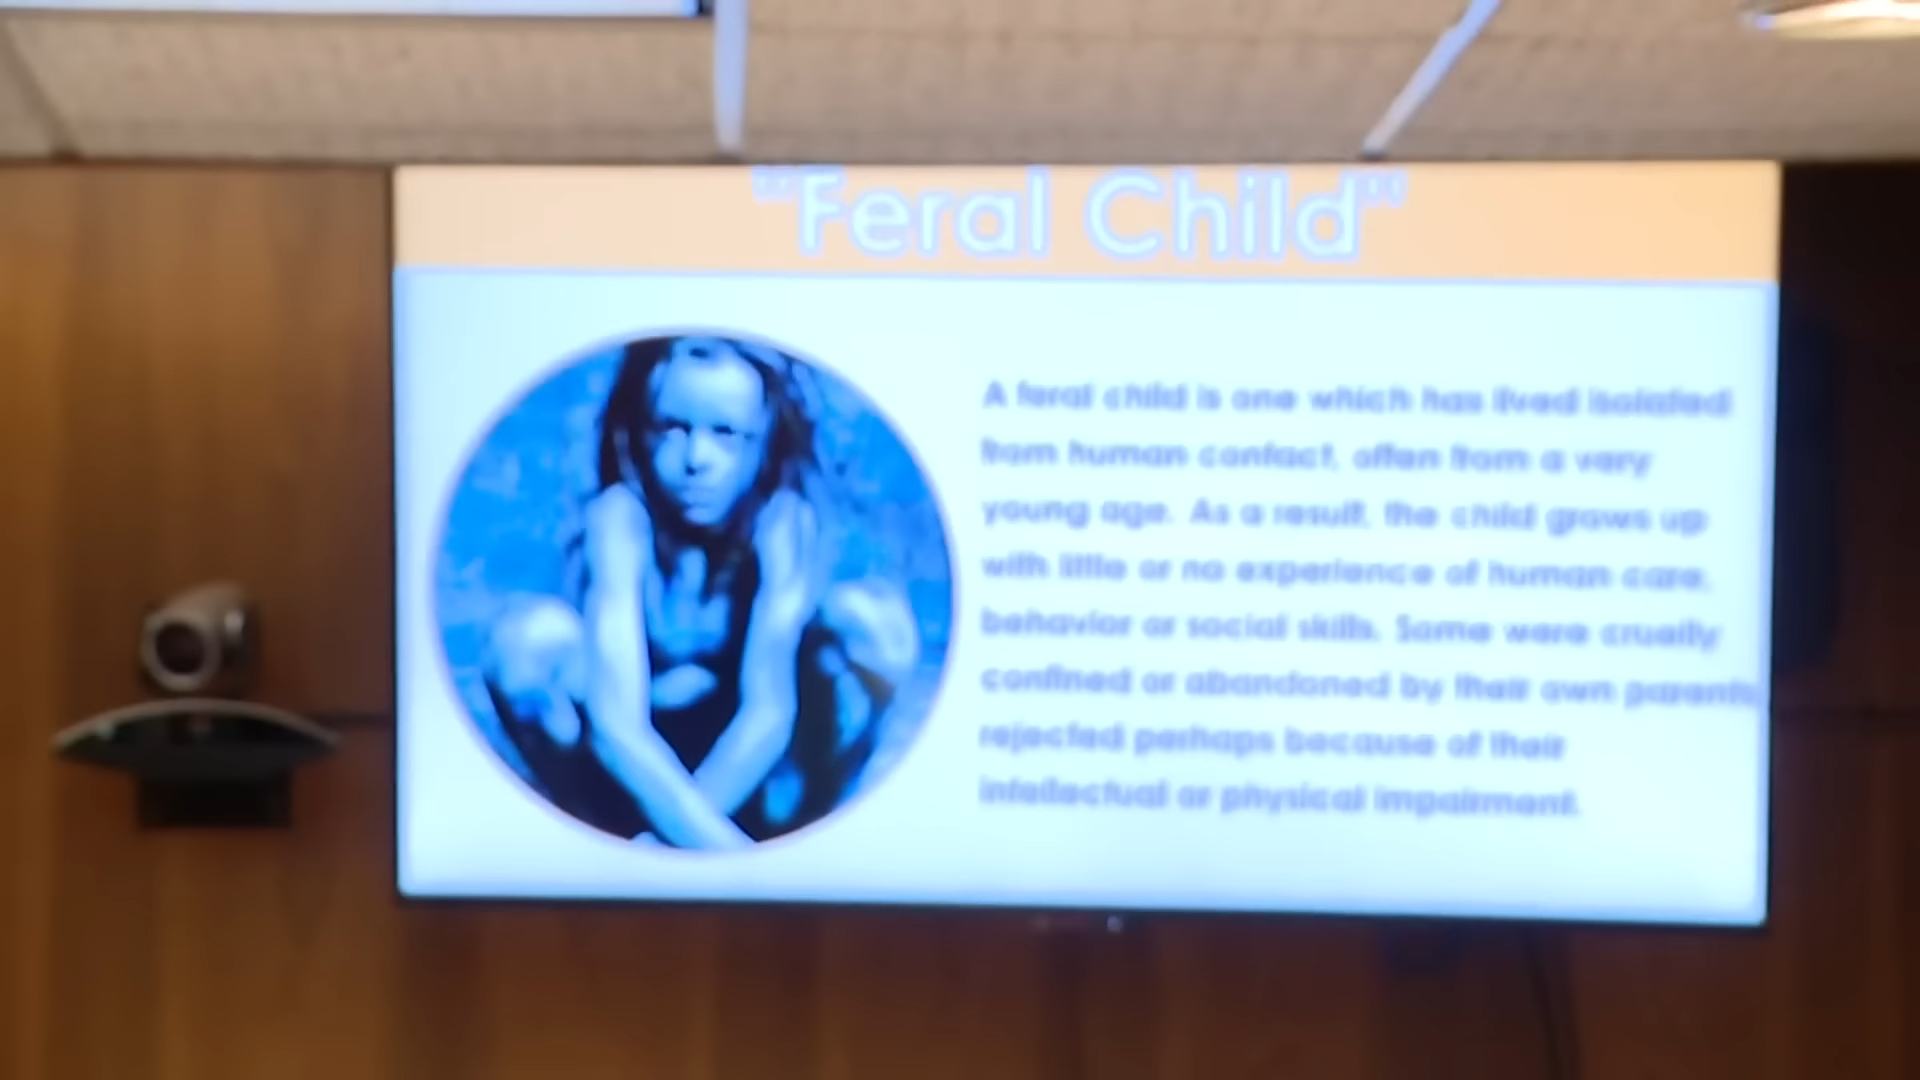 "Feral Child"
A feral child is one which has lived isolated
from human contact, often from a very
young age. As a result, the child grows up
with little or no experience of human care,
behavior or social skills. Some were cruelly
confined or abandoned by their own parents
rejected perhaps because of their
intellectual or physical impairment.